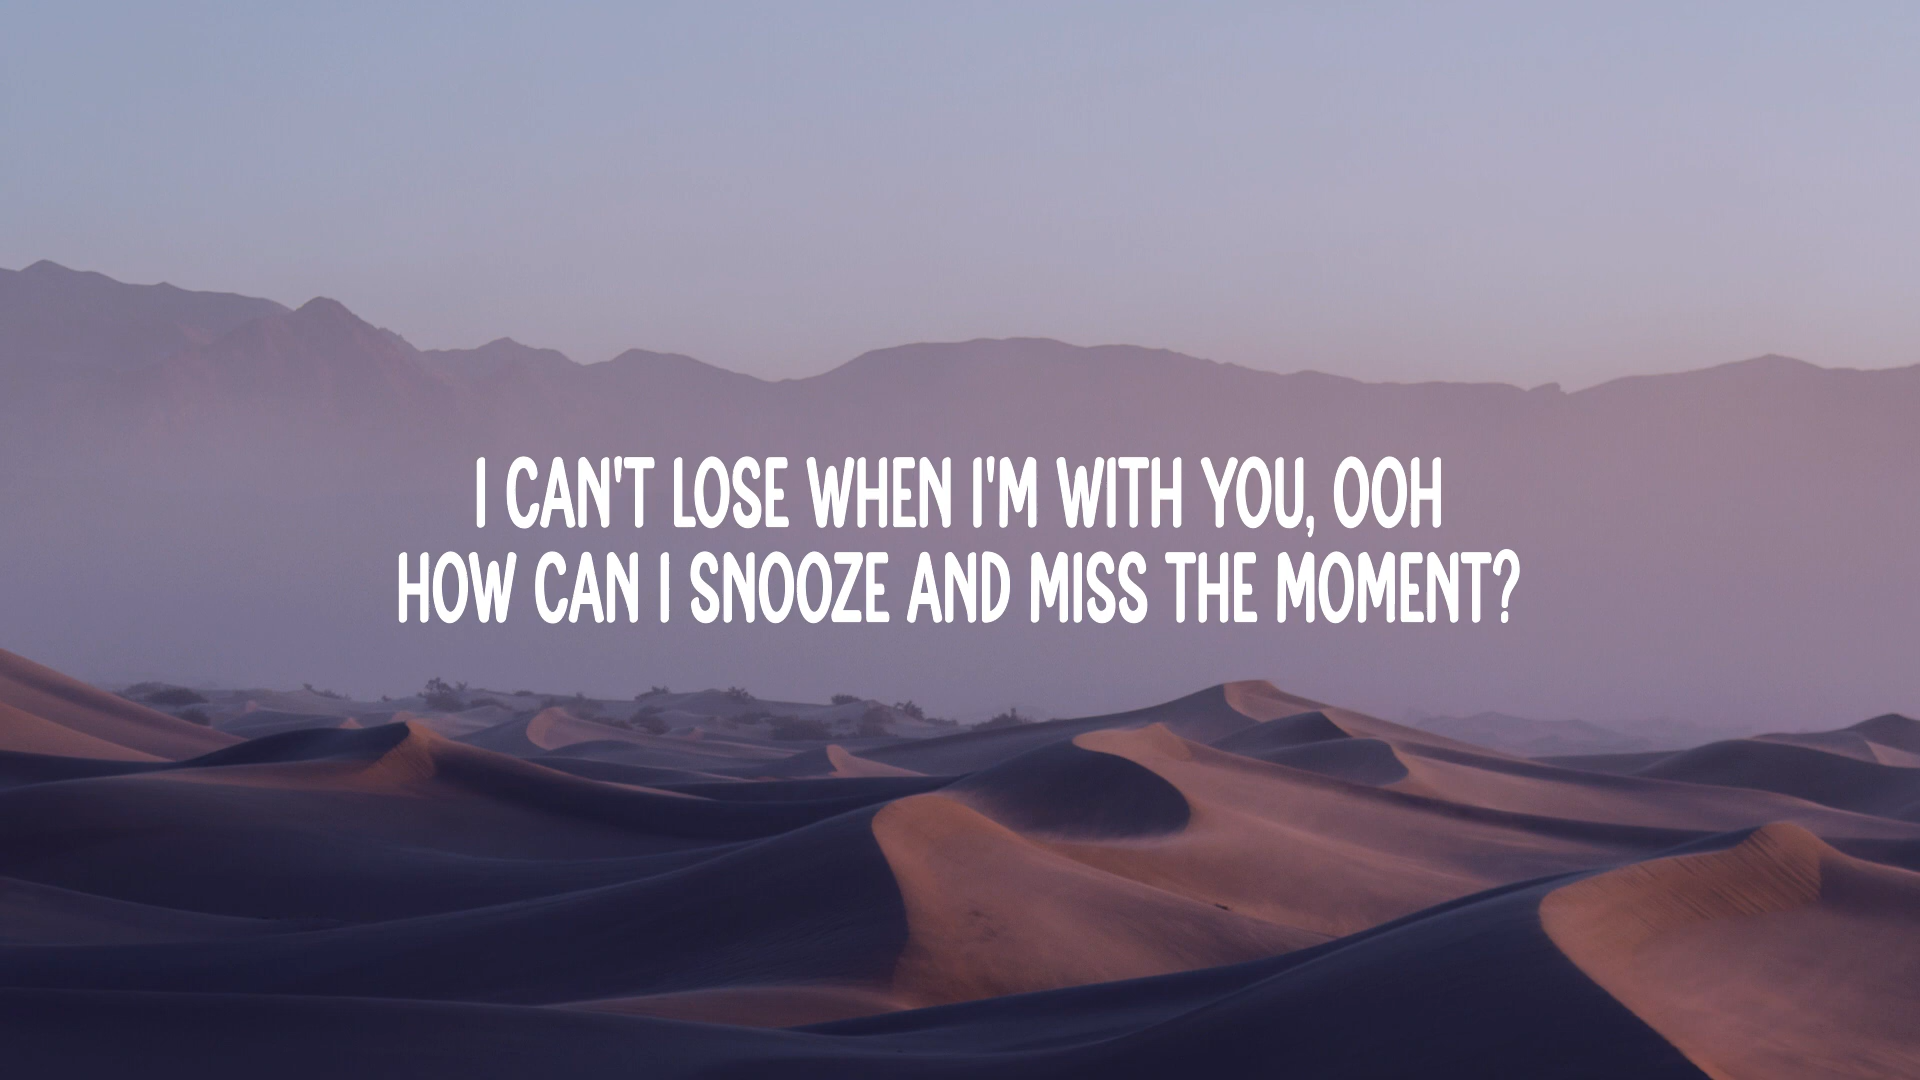 I CAN'T LOSE WHEN I'M WITH YOU, OOH
HOW CAN I SNOOZE AND MISS THE MOMENT?